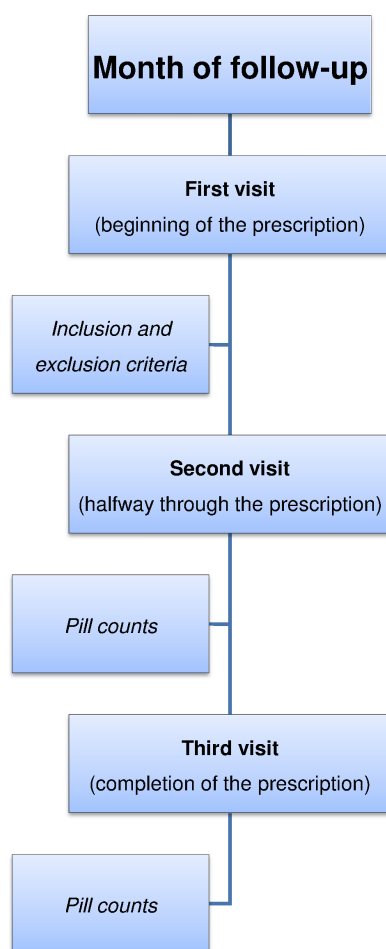 Month of follow-up
First visit
(beginning of the prescription)
Inclusion and
exclusion criteria
Second visit
(halfway through the prescription)
Pill counts
Third visit
(completion of the prescription)
Pill counts